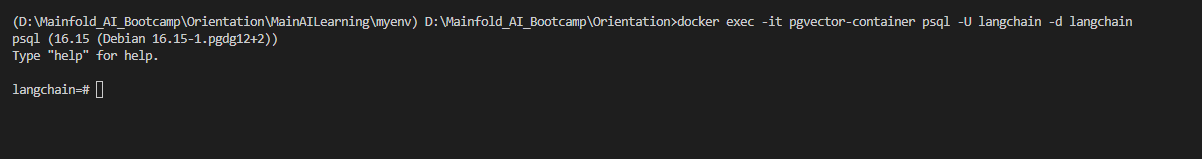 (D:\Mainfold_AI_Bootcamp\Orientation\MainAILearning\myenv) D:\Mainfold_AI_Bootcamp\Orientation>docker exec -it pgvector-container psql -U langchain -d langchain
psql (16.15 (Debian 16.15-1.pgdg12+2))
Type "help" for help.
langchain=#